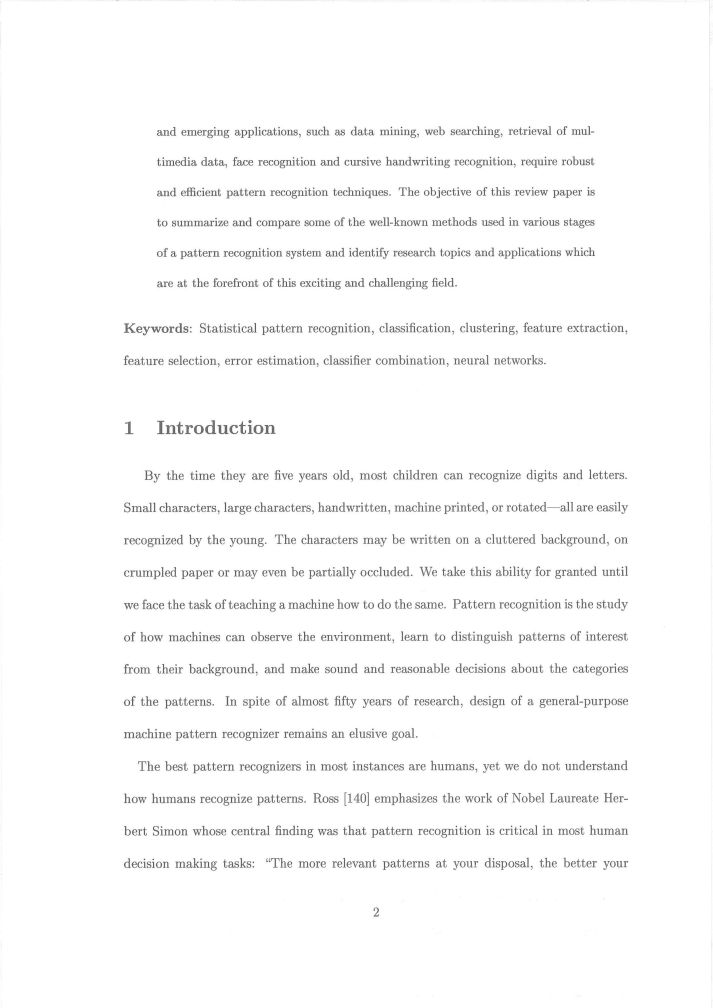 and emerging applications, such as data mining, web searching, retrieval of mul-
timedia data, face recognition and cursive handwriting recognition, require robust
and efficient pattern recognition techniques. The objective of this review paper is
to summarize and compare some of the well-known methods used in various stages
of a pattern recognition system and identify research topics and applications which
are at the forefront of this exciting and challenging field.
Keywords: Statistical pattern recognition, classification, clustering, feature extraction,
feature selection, error estimation, classifier combination, neural networks.
1 Introduction
By the time they are five years old, most children can recognize digits and letters.
Small characters, large characters, handwritten, machine printed, or rotated—all are easily
recognized by the young. The characters may be written on a cluttered background, on
crumpled paper or may even be partially occluded. We take this ability for granted until
we face the task of teaching a machine how to do the same. Pattern recognition is the study
of how machines can observe the environment, learn to distinguish patterns of interest
from their background, and make sound and reasonable decisions about the categories
of the patterns. In spite of almost fifty years of research, design of a general-purpose
machine pattern recognizer remains an elusive goal.
The best pattern recognizers in most instances are humans, yet we do not understand
how humans recognize patterns. Ross [140] emphasizes the work of Nobel Laureate Her-
bert Simon whose central finding was that pattern recognition is critical in most human
decision making tasks: “The more relevant patterns at your disposal, the better your
2